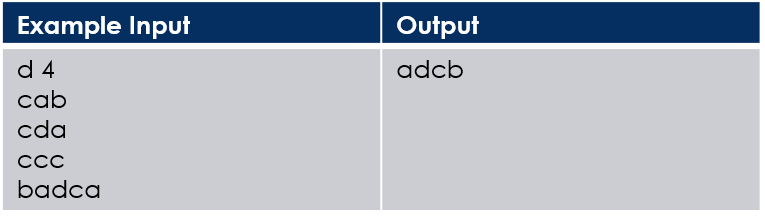 Example Input Output
d 4 adcb
cab
cda
ccc
badca